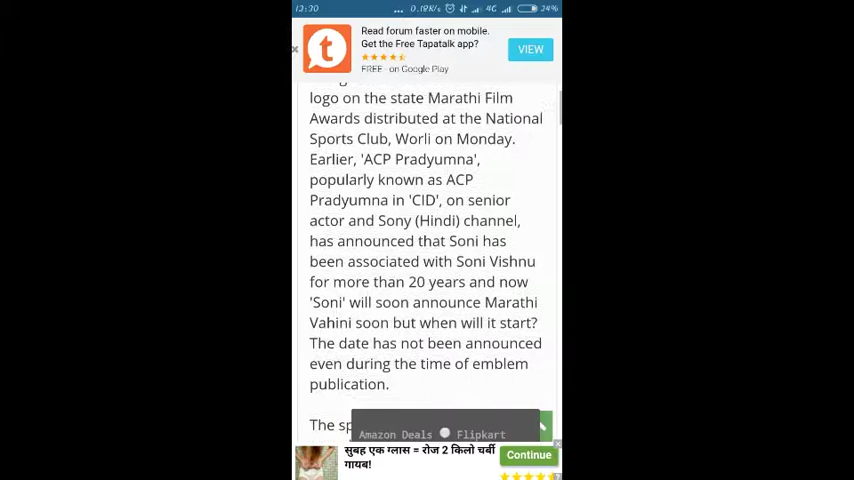 12:30 ... 0.18K/s 4G 24%
Read forum faster on mobile.
Get the Free Tapatalk app?
FREE - on Google Play
VIEW
logo on the state Marathi Film
Awards distributed at the National
Sports Club, Worli on Monday.
Earlier, 'ACP Pradyumna',
popularly known as ACP
Pradyumna in 'CID', on senior
actor and Sony (Hindi) channel,
has announced that Soni has
been associated with Soni Vishnu
for more than 20 years and now
'Soni' will soon announce Marathi
Vahini soon but when will it start?
The date has not been announced
even during the time of emblem
publication.
The sp
Amazon Deals Flipkart
सुबह एक ग्लास = रोज 2 किलो चर्बी
गायब!
Continue